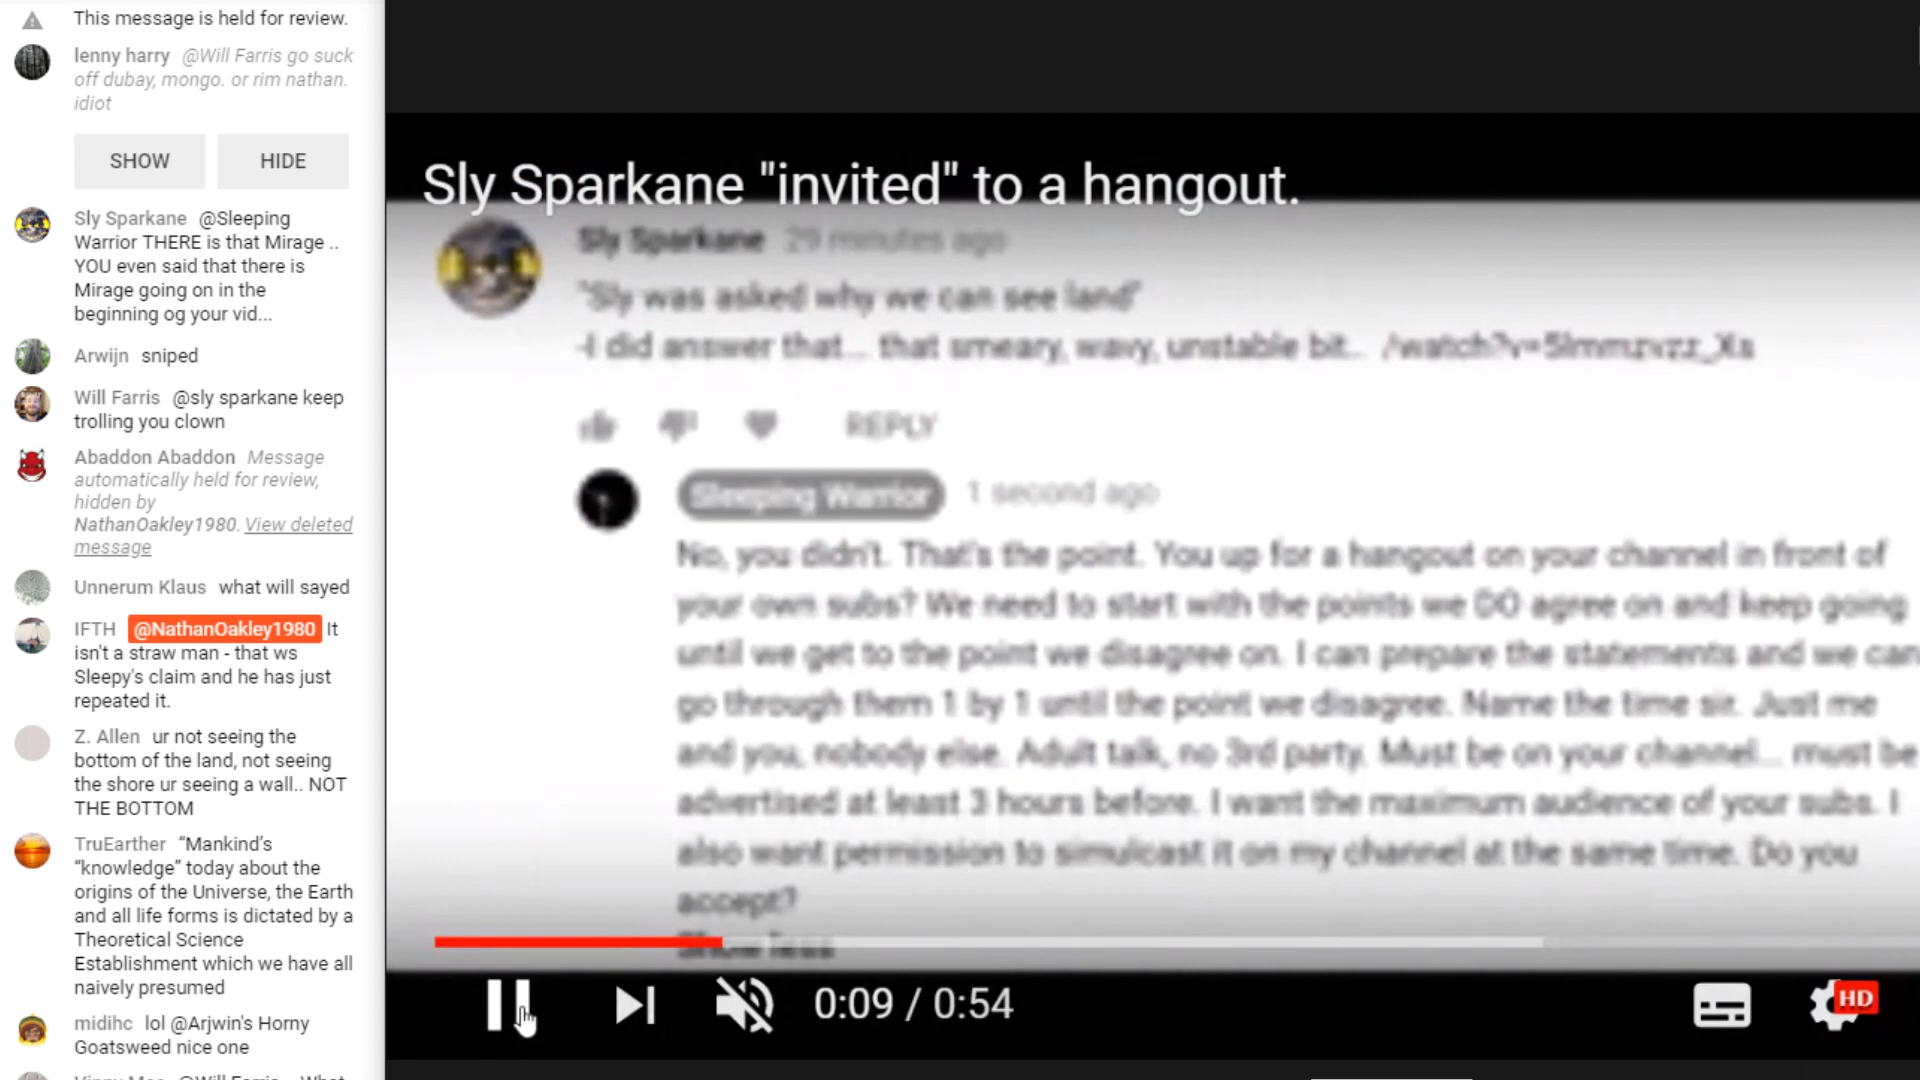 This message is held for review.
lenny harry @Will Farris go suck
off dubay, mongo. or rim nathan.
idiot
SHOW HIDE
Sly Sparkane @Sleeping
Warrior THERE is that Mirage ..
YOU even said that there is
Mirage going on in the
beginning og your vid...
Arwijn sniped
Will Farris @sly sparkane keep
trolling you clown
Abaddon Abaddon Message
automatically held for review,
hidden by
NathanOakley1980. View deleted
message
Unnerum Klaus what will sayed
IFTH @NathanOakley1980 It
isn't a straw man - that ws
Sleepy's claim and he has just
repeated it.
Z. Allen ur not seeing the
bottom of the land, not seeing
the shore ur seeing a wall.. NOT
THE BOTTOM
TruEarther “Mankind’s
“knowledge” today about the
origins of the Universe, the Earth
and all life forms is dictated by a
Theoretical Science
Establishment which we have all
naively presumed
midihc lol @Arjwin's Horny
Goatsweed nice one
Sly Sparkane "invited" to a hangout.
Sly Sparkane 29 minutes ago
"Sly was asked why we can see land"
-I did answer that... that smeary, wavy, unstable bit..
REPLY
Sleeping Warrior 1 second ago
No, you didn't. That's the point. You up for a hangout on your channel in front of
your own subs? We need to start with the points we DO agree on and keep going
until we get to the point we disagree on. I can prepare the statements and we can
go through them 1 by 1 until the point we disagree. Name the time sir. Just me
and you, nobody else. Adult talk, no 3rd party. Must be on your channel... must be
advertised at least 3 hours before. I want the maximum audience of your subs. I
also want permission to simulcast it on my channel at the same time. Do you
accept?
Show less
0:09 / 0:54
HD